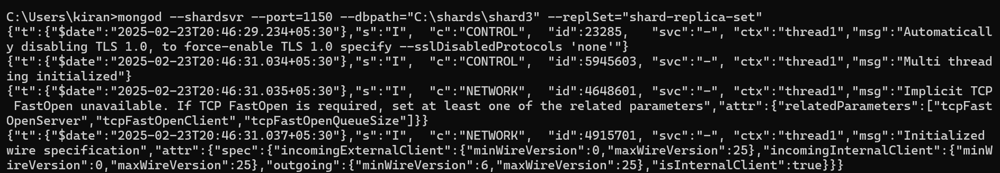 C:\Users\kiran>mongod --shardsvr --port=1150 --dbpath="C:\shards\shard3" --replSet="shard-replica-set"
{"t":{"$date":"2025-02-23T20:46:29.234+05:30"},"s":"I",  "c":"CONTROL",  "id":23285,   "svc":"-", "ctx":"thread1","msg":"Automaticall
y disabling TLS 1.0, to force-enable TLS 1.0 specify --sslDisabledProtocols 'none'"}
{"t":{"$date":"2025-02-23T20:46:31.034+05:30"},"s":"I",  "c":"CONTROL",  "id":5945603, "svc":"-", "ctx":"thread1","msg":"Multi thread
ing initialized"}
{"t":{"$date":"2025-02-23T20:46:31.035+05:30"},"s":"I",  "c":"NETWORK",  "id":4648601, "svc":"-", "ctx":"thread1","msg":"Implicit TCP
 FastOpen unavailable. If TCP FastOpen is required, set at least one of the related parameters","attr":{"relatedParameters":["tcpFast
OpenServer","tcpFastOpenClient","tcpFastOpenQueueSize"]}}
{"t":{"$date":"2025-02-23T20:46:31.037+05:30"},"s":"I",  "c":"NETWORK",  "id":4915701, "svc":"-", "ctx":"thread1","msg":"Initialized
wire specification","attr":{"spec":{"incomingExternalClient":{"minWireVersion":0,"maxWireVersion":25},"incomingInternalClient":{"minW
ireVersion":0,"maxWireVersion":25},"outgoing":{"minWireVersion":6,"maxWireVersion":25},"isInternalClient":true}}}